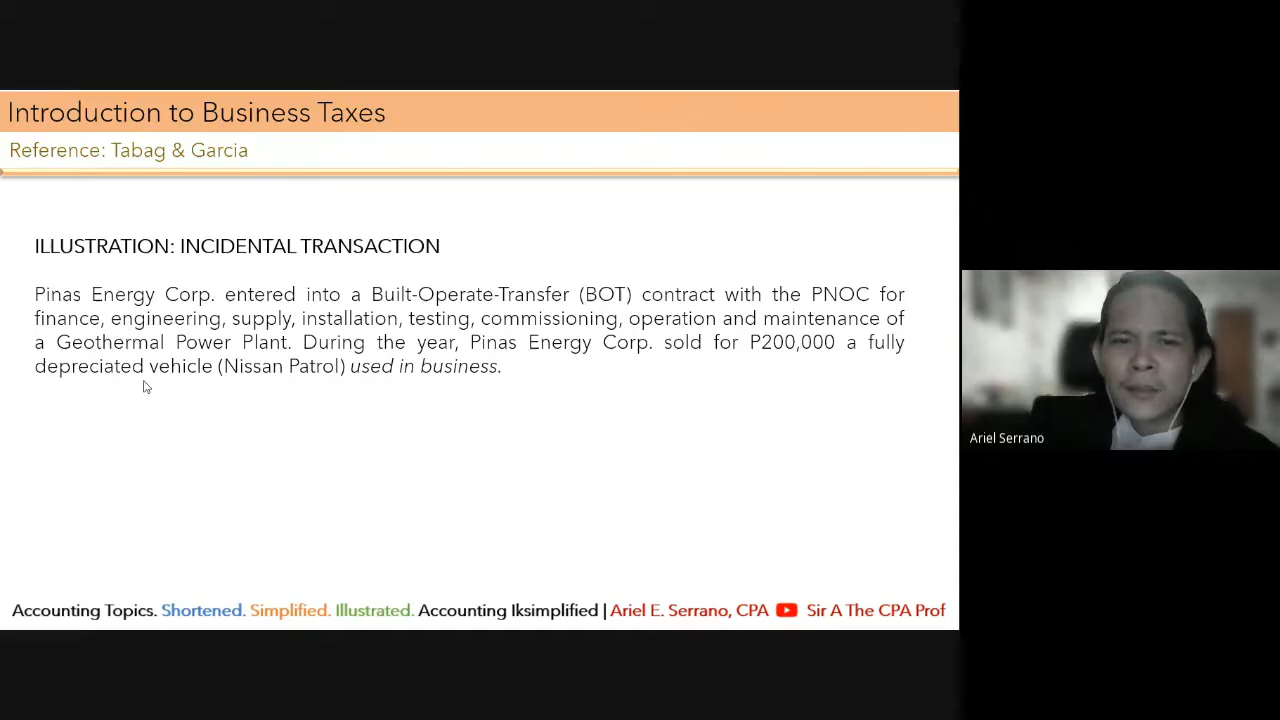 Introduction to Business Taxes
Reference: Tabag & Garcia
ILLUSTRATION: INCIDENTAL TRANSACTION
Pinas Energy Corp. entered into a Built-Operate-Transfer (BOT) contract with the PNOC for
finance, engineering, supply, installation, testing, commissioning, operation and maintenance of
a Geothermal Power Plant. During the year, Pinas Energy Corp. sold for P200,000 a fully
depreciated vehicle (Nissan Patrol) used in business.
Ariel Serrano
Accounting Topics. Shortened. Simplified. Illustrated. Accounting Iksimplified | Ariel E. Serrano, CPA Sir A The CPA Prof